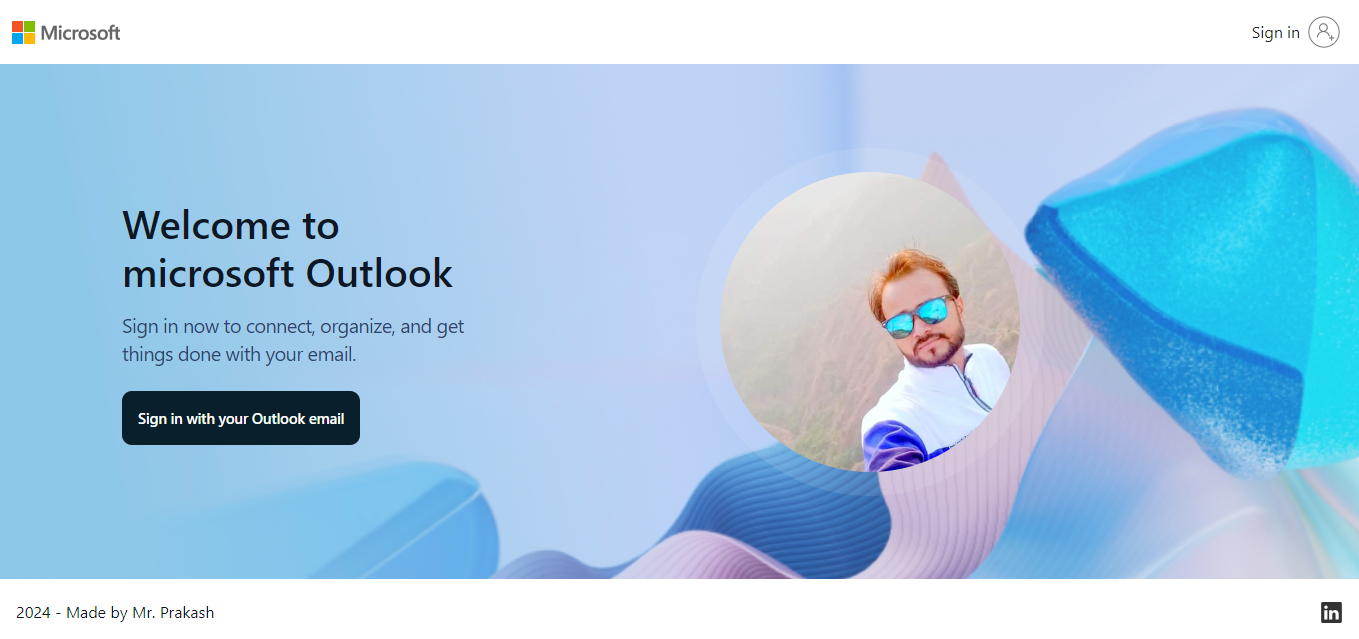 Microsoft
Sign in
Welcome to
microsoft Outlook
Sign in now to connect, organize, and get
things done with your email.
Sign in with your Outlook email
2024 - Made by Mr. Prakash
in